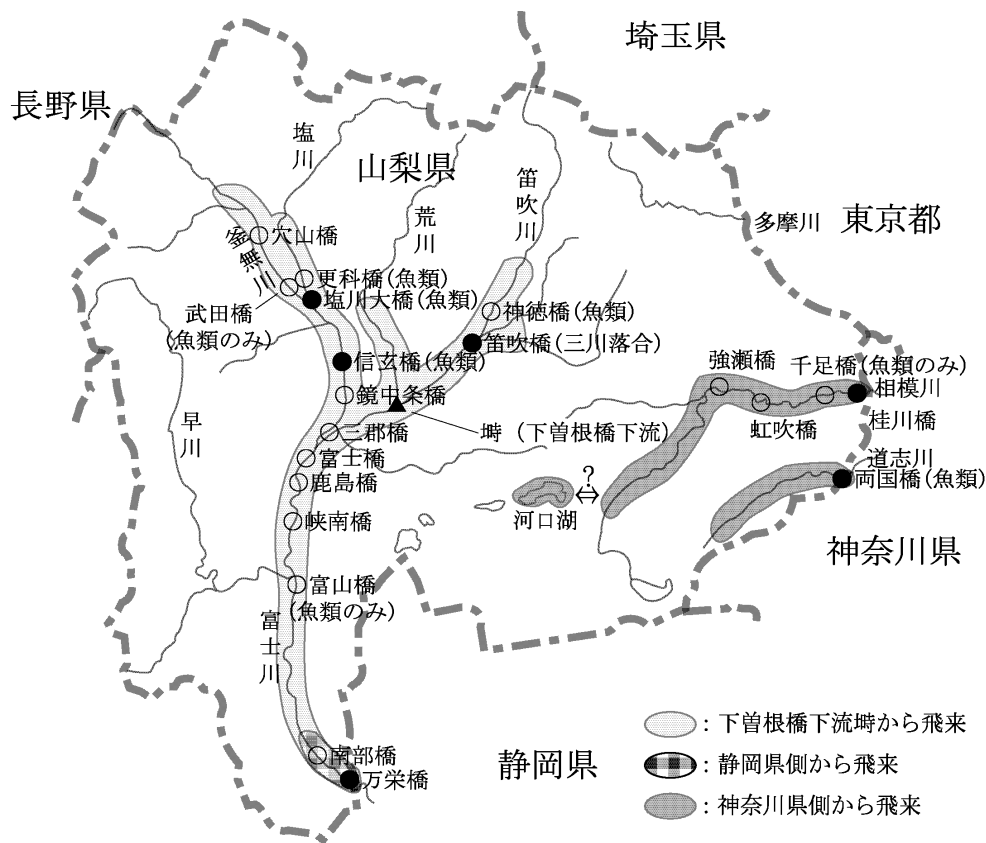 埼玉県
長野県
塩川
山梨県
笛吹川
荒川
多摩川
東京都
釜無川
穴山橋
更科橋(魚類)
武田橋
(魚類のみ)
塩川大橋(魚類)
神徳橋(魚類)
笛吹橋(三川落合)
信玄橋(魚類)
強瀬橋
千足橋(魚類のみ)
相模川
鏡中条橋
虹吹橋
桂川橋
早川
三郡橋
塒(下曽根橋下流)
富士橋
道志川
鹿島橋
?
両国橋(魚類)
峡南橋
河口湖
神奈川県
富山橋
(魚類のみ)
富士川
:下曽根橋下流塒から飛来
南部橋
静岡県
:静岡県側から飛来
万栄橋
:神奈川県側から飛来